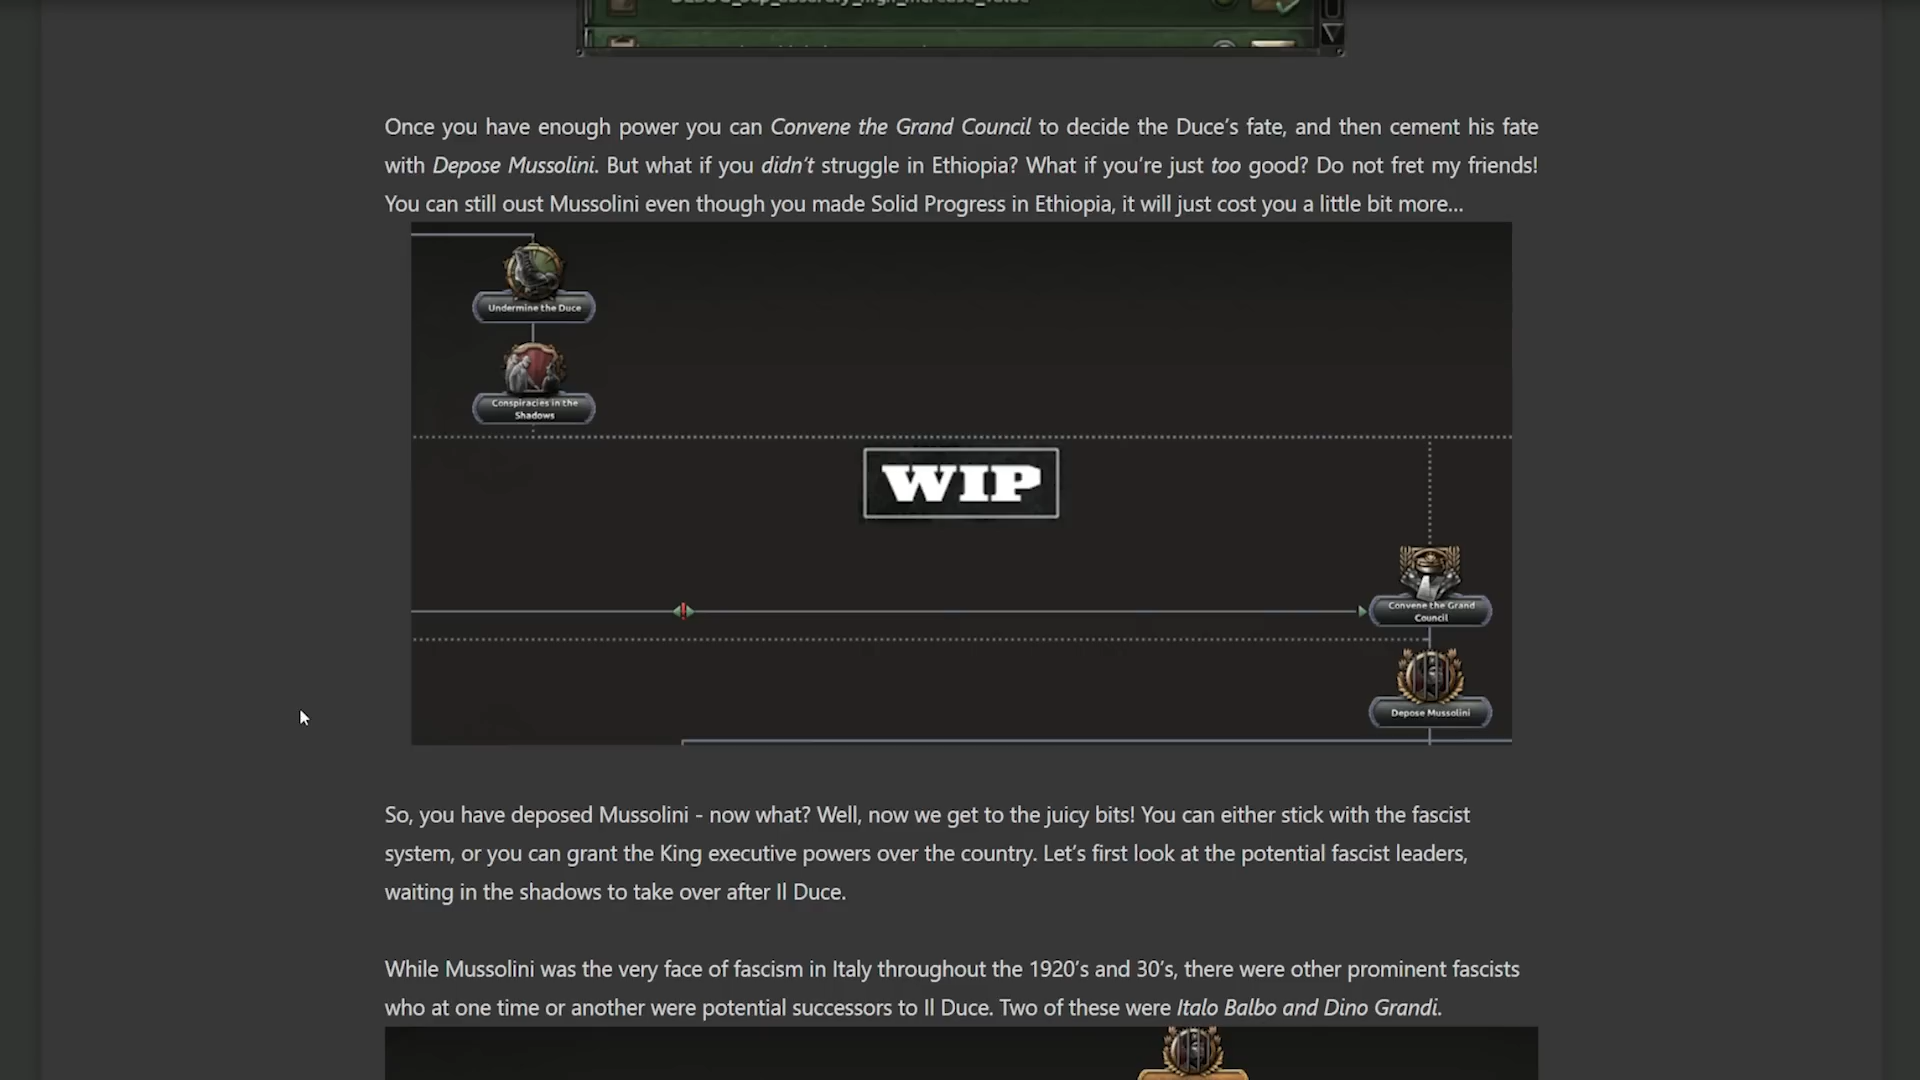 Once you have enough power you can Convene the Grand Council to decide the Duce’s fate, and then cement his fate
with Depose Mussolini. But what if you didn’t struggle in Ethiopia? What if you’re just too good? Do not fret my friends!
You can still oust Mussolini even though you made Solid Progress in Ethiopia, it will just cost you a little bit more...
Undermine the Duce
Conspiracies in the
Shadows
WIP
Convene the Grand
Council
Depose Mussolini
So, you have deposed Mussolini - now what? Well, now we get to the juicy bits! You can either stick with the fascist
system, or you can grant the King executive powers over the country. Let’s first look at the potential fascist leaders,
waiting in the shadows to take over after Il Duce.
While Mussolini was the very face of fascism in Italy throughout the 1920’s and 30’s, there were other prominent fascists
who at one time or another were potential successors to Il Duce. Two of these were Italo Balbo and Dino Grandi.